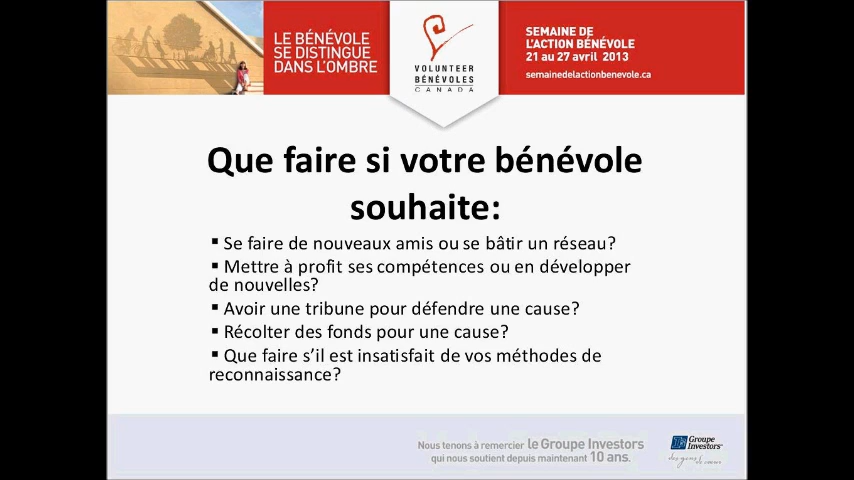 LE BÉNÉVOLE
SE DISTINGUE
DANS L'OMBRE
VOLUNTEER
BÉNÉVOLES
CANADA
SEMAINE DE
L'ACTION BÉNÉVOLE
21 au 27 avril 2013
semainedelactionbenevole.ca
Que faire si votre bénévole
souhaite:
▪ Se faire de nouveaux amis ou se bâtir un réseau?
▪ Mettre à profit ses compétences ou en développer
de nouvelles?
▪ Avoir une tribune pour défendre une cause?
▪ Récolter des fonds pour une cause?
▪ Que faire s'il est insatisfait de vos méthodes de
reconnaissance?
Nous tenons à remercier le Groupe Investors
qui nous soutient depuis maintenant 10 ans.
Groupe
Investors